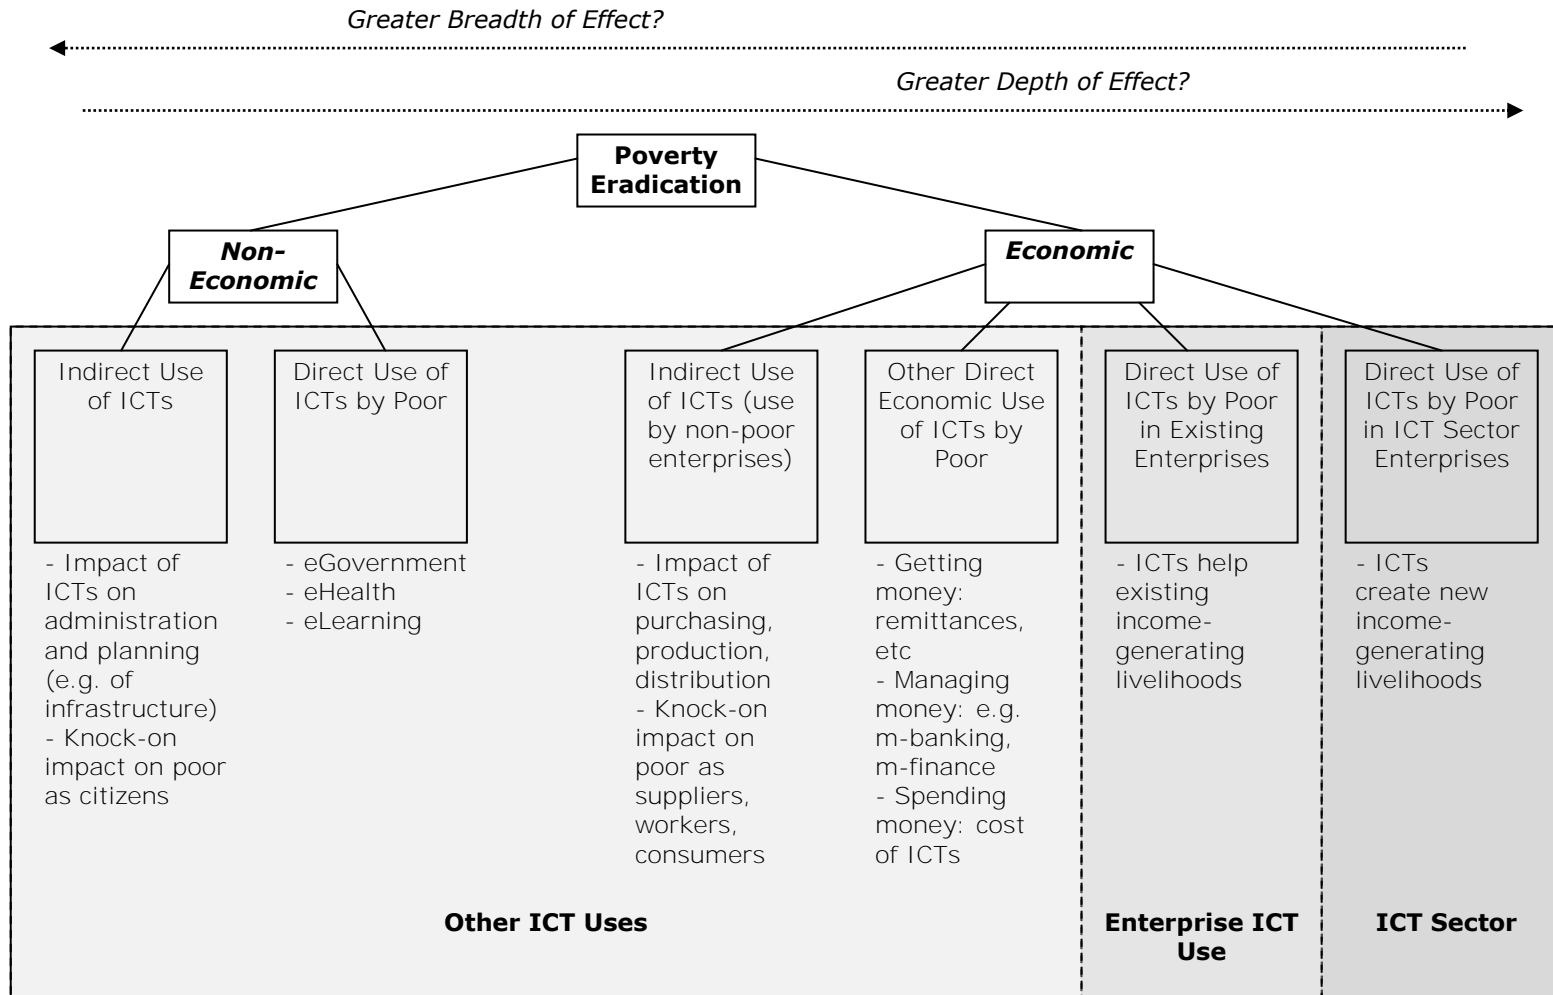 Greater Breadth of Effect?
Greater Depth of Effect?
Poverty
Eradication
Non-
Economic
Economic
Indirect Use
of ICTs
Direct Use of
ICTs by Poor
Indirect Use
of ICTs (use
by non-poor
enterprises)
Other Direct
Economic Use
of ICTs by
Poor
Direct Use of
ICTs by Poor
in Existing
Enterprises
Direct Use of
ICTs by Poor
in ICT Sector
Enterprises
- Impact of
ICTs on
administration
and planning
(e.g. of
infrastructure)
- Knock-on
impact on poor
as citizens
- eGovernment
- eHealth
- eLearning
- Impact of
ICTs on
purchasing,
production,
distribution
- Knock-on
impact on
poor as
suppliers,
workers,
consumers
- Getting
money:
remittances,
etc
- Managing
money: e.g.
m-banking,
m-finance
- Spending
money: cost
of ICTs
- ICTs help
existing
income-
generating
livelihoods
- ICTs
create new
income-
generating
livelihoods
Other ICT Uses
Enterprise ICT
Use
ICT Sector